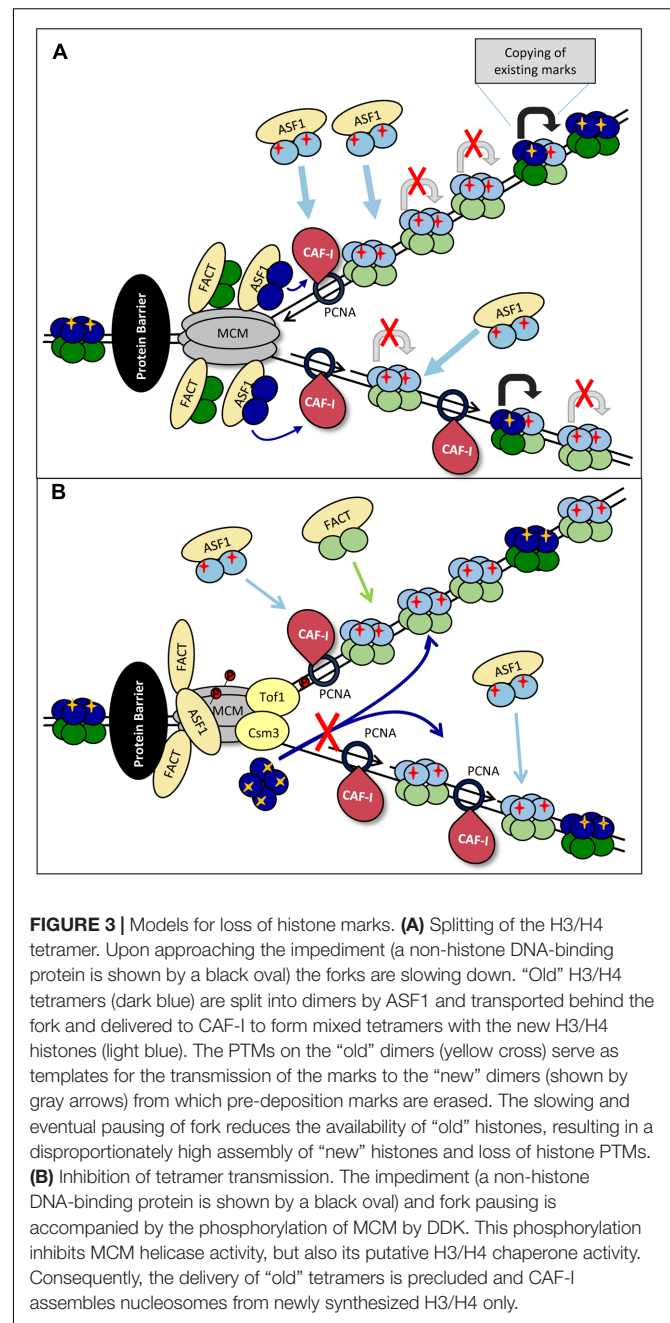 A
Copying of
existing marks
ASF1
ASF1
CAF-I
FACT
ASF1
PCNA
Protein Barrier
MCM
ASF1
FACT
ASF1
CAF-I
CAF-I
B
FACT
ASF1
CAF-I
FACT
P
P
P
PCNA
ASF1
Protein Barrier
MCM
Tof1
ASF1
Csm3
FACT
PCNA
PCNA
CAF-I
CAF-I
FIGURE 3 | Models for loss of histone marks. (A) Splitting of the H3/H4
tetramer. Upon approaching the impediment (a non-histone DNA-binding
protein is shown by a black oval) the forks are slowing down. “Old” H3/H4
tetramers (dark blue) are split into dimers by ASF1 and transported behind the
fork and delivered to CAF-I to form mixed tetramers with the new H3/H4
histones (light blue). The PTMs on the “old” dimers (yellow cross) serve as
templates for the transmission of the marks to the “new” dimers (shown by
gray arrows) from which pre-deposition marks are erased. The slowing and
eventual pausing of fork reduces the availability of “old” histones, resulting in a
disproportionately high assembly of “new” histones and loss of histone PTMs.
(B) Inhibition of tetramer transmission. The impediment (a non-histone
DNA-binding protein is shown by a black oval) and fork pausing is
accompanied by the phosphorylation of MCM by DDK. This phosphorylation
inhibits MCM helicase activity, but also its putative H3/H4 chaperone activity.
Consequently, the delivery of “old” tetramers is precluded and CAF-I
assembles nucleosomes from newly synthesized H3/H4 only.